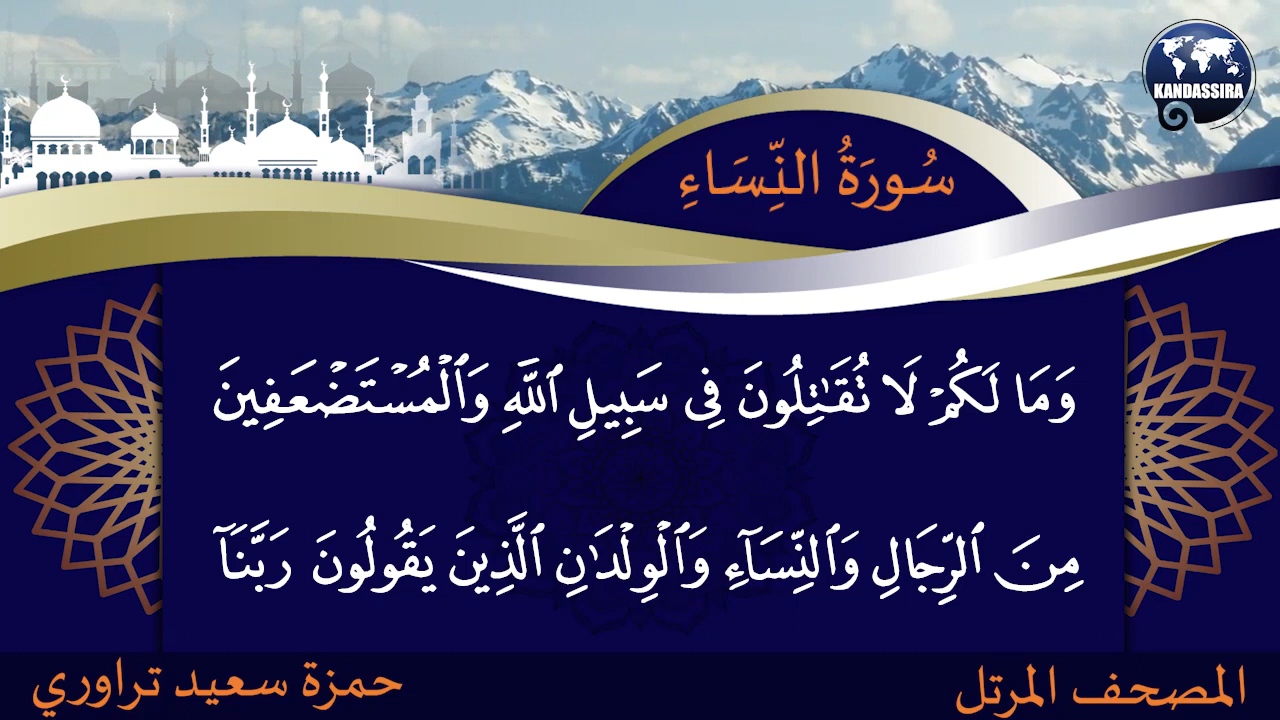 KANDASSIRA
سُورَةُ النِّسَاءِ
وَمَا لَكُمۡ لَا تُقَٰتِلُونَ فِى سَبِيلِ ٱللَّهِ وَٱلۡمُسۡتَضۡعَفِينَ
مِنَ ٱلرِّجَالِ وَٱلنِّسَآءِ وَٱلۡوِلۡدَٰنِ ٱلَّذِينَ يَقُولُونَ رَبَّنَآ
المصحف المرتل
حمزة سعيد تراوري